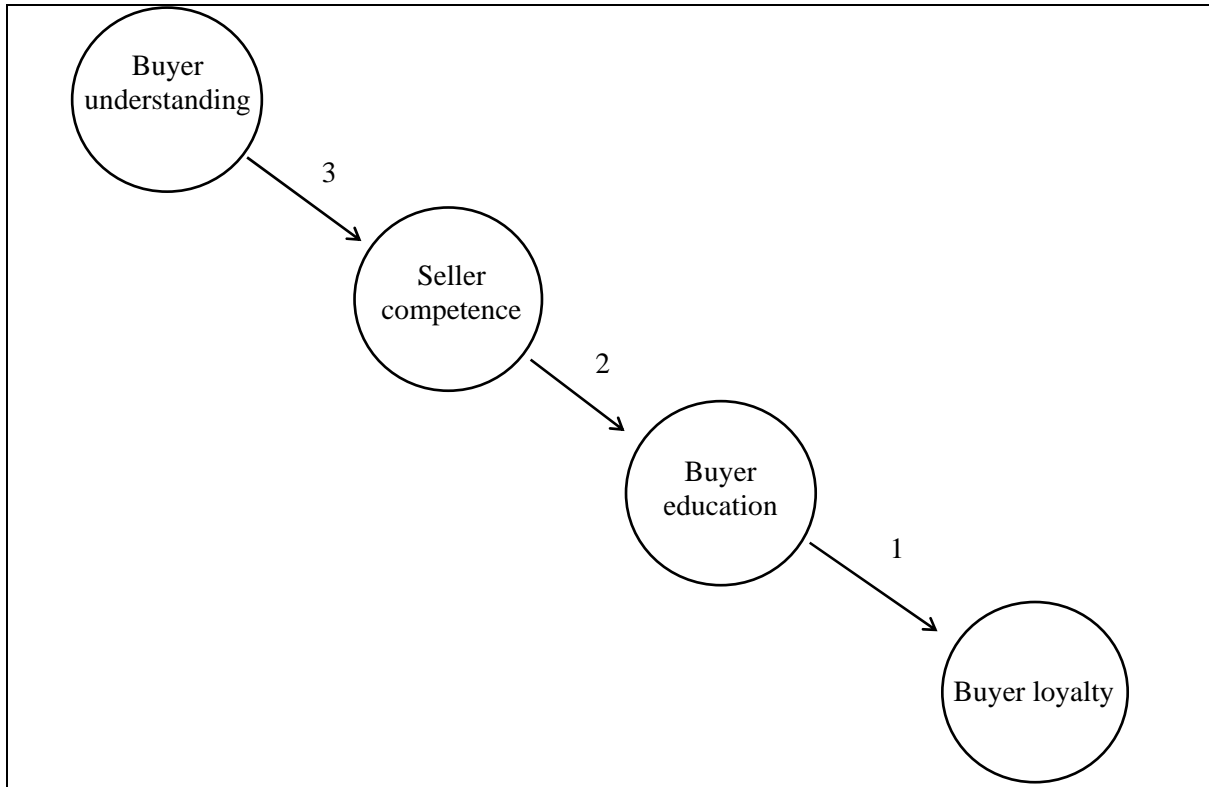 Buyer
understanding
3
Seller
competence
2
Buyer
education
1
Buyer loyalty